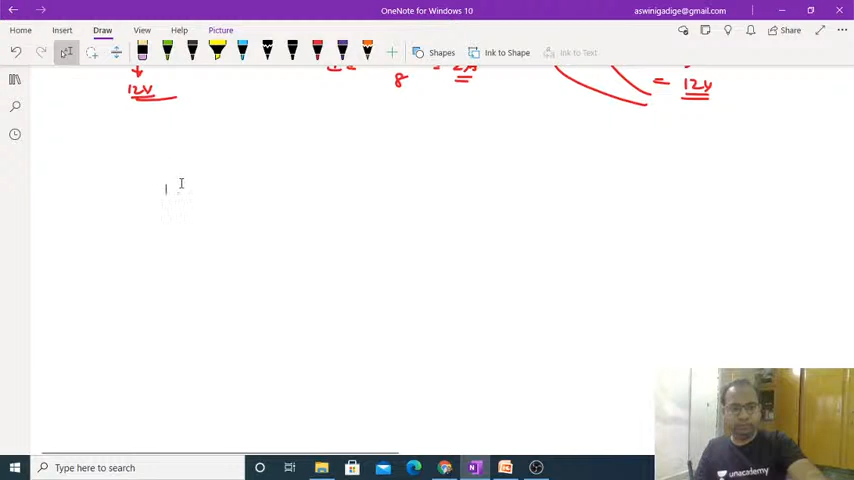 OneNote for Windows 10
aswinigadige@gmail.com
Home Insert Draw View Help Picture Share
Shapes Ink to Shape Ink to Text
12V
8
= 12V
unacademy
Type here to search